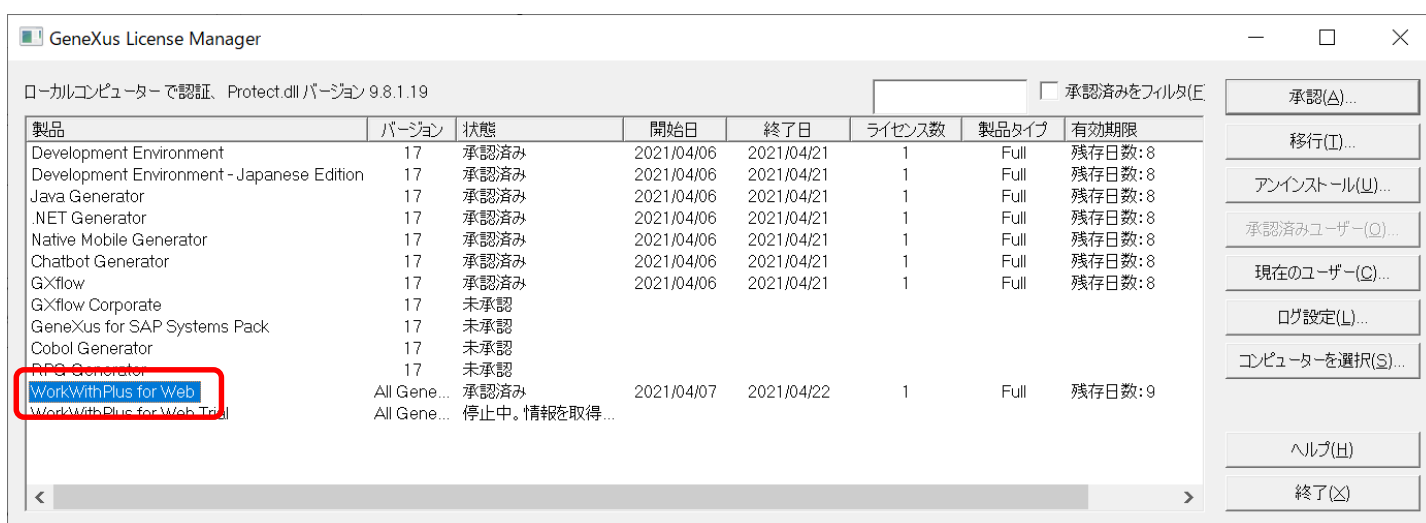 GeneXus License Manager
ローカルコンピューターで認証、Protect.dll バージョン 9.8.1.19
承認済みをフィルタ(F
承認(A)...
製品 バージョン 状態 開始日 終了日 ライセンス数 製品タイプ 有効期限
Development Environment 17 承認済み 2021/04/06 2021/04/21 1 Full 残存日数:8
移行(T)...
Development Environment - Japanese Edition 17 承認済み 2021/04/06 2021/04/21 1 Full 残存日数:8
アンインストール(U)...
Java Generator 17 承認済み 2021/04/06 2021/04/21 1 Full 残存日数:8
.NET Generator 17 承認済み 2021/04/06 2021/04/21 1 Full 残存日数:8
承認済みユーザー(O)...
Native Mobile Generator 17 承認済み 2021/04/06 2021/04/21 1 Full 残存日数:8
Chatbot Generator 17 承認済み 2021/04/06 2021/04/21 1 Full 残存日数:8
現在のユーザー(C)...
GXflow 17 承認済み 2021/04/06 2021/04/21 1 Full 残存日数:8
GXflow Corporate 17 未承認
ログ設定(L)...
GeneXus for SAP Systems Pack 17 未承認
Cobol Generator 17 未承認
コンピューターを選択(S)...
RPG Generator 17 未承認
WorkWithPlus for Web All Gene... 承認済み 2021/04/07 2021/04/22 1 Full 残存日数:9
WorkWithPlus for Web Trial All Gene... 停止中。情報を取得...
ヘルプ(H)
終了(X)